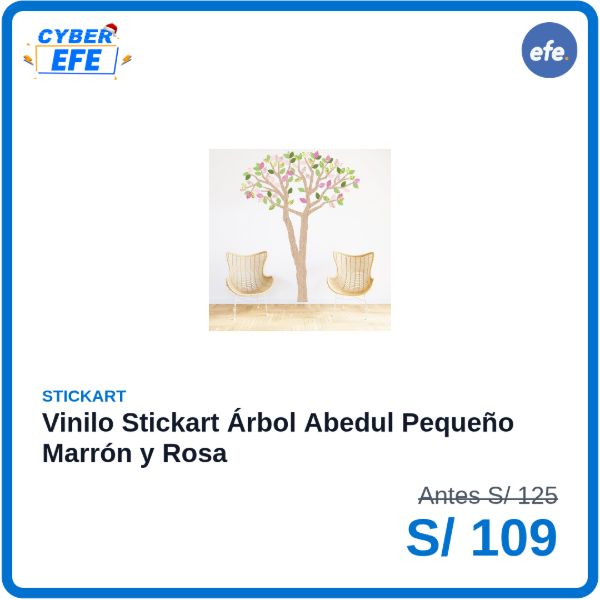 CYBER
EFE
efe.
STICKART
Vinilo Stickart Árbol Abedul Pequeño
Marrón y Rosa
Antes S/ 125
S/ 109